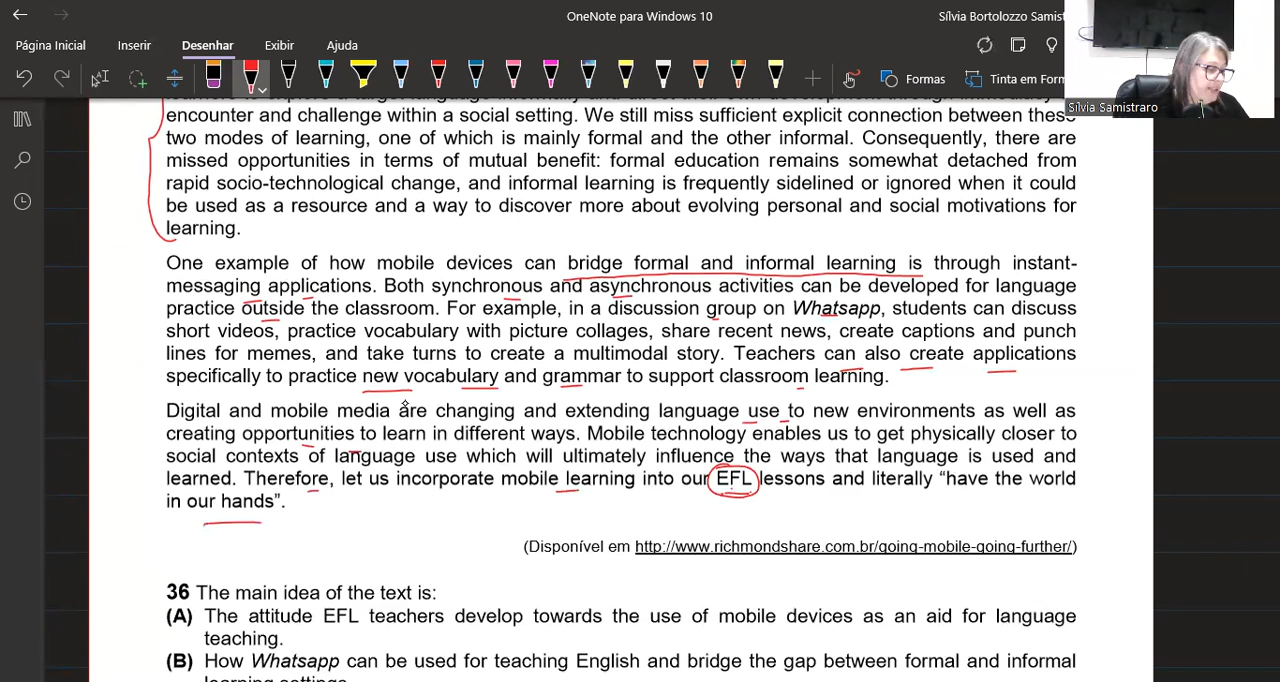 OneNote para Windows 10
Sílvia Bortolozzo Samist
Página Inicial Inserir Desenhar Exibir Ajuda
Formas Tinta em Form
Sílvia Samistraro
encounter and challenge within a social setting. We still miss sufficient explicit connection between these
two modes of learning, one of which is mainly formal and the other informal. Consequently, there are
missed opportunities in terms of mutual benefit: formal education remains somewhat detached from
rapid socio-technological change, and informal learning is frequently sidelined or ignored when it could
be used as a resource and a way to discover more about evolving personal and social motivations for
learning.
One example of how mobile devices can bridge formal and informal learning is through instant-
messaging applications. Both synchronous and asynchronous activities can be developed for language
practice outside the classroom. For example, in a discussion group on Whatsapp, students can discuss
short videos, practice vocabulary with picture collages, share recent news, create captions and punch
lines for memes, and take turns to create a multimodal story. Teachers can also create applications
specifically to practice new vocabulary and grammar to support classroom learning.
Digital and mobile media are changing and extending language use to new environments as well as
creating opportunities to learn in different ways. Mobile technology enables us to get physically closer to
social contexts of language use which will ultimately influence the ways that language is used and
learned. Therefore, let us incorporate mobile learning into our EFL lessons and literally “have the world
in our hands”.
(Disponível em http://www.richmondshare.com.br/going-mobile-going-further/)
36 The main idea of the text is:
(A) The attitude EFL teachers develop towards the use of mobile devices as an aid for language
teaching.
(B) How Whatsapp can be used for teaching English and bridge the gap between formal and informal